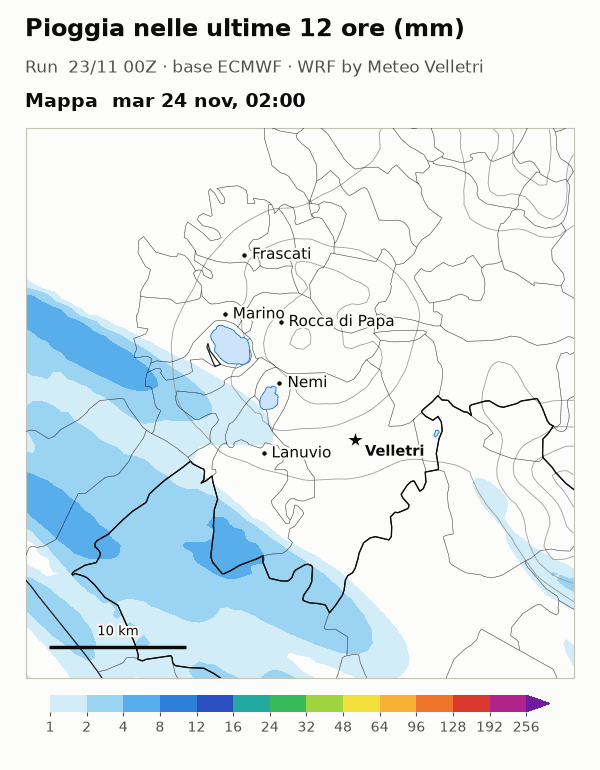 Pioggia nelle ultime 12 ore (mm)
Run  23/11 00Z · base ECMWF · WRF by Meteo Velletri
Mappa  mar 24 nov, 02:00
Frascati
Marino
Rocca di Papa
Nemi
Velletri
Lanuvio
10 km
1 2 4 8 12 16 24 32 42 48 64 96 128 192 256